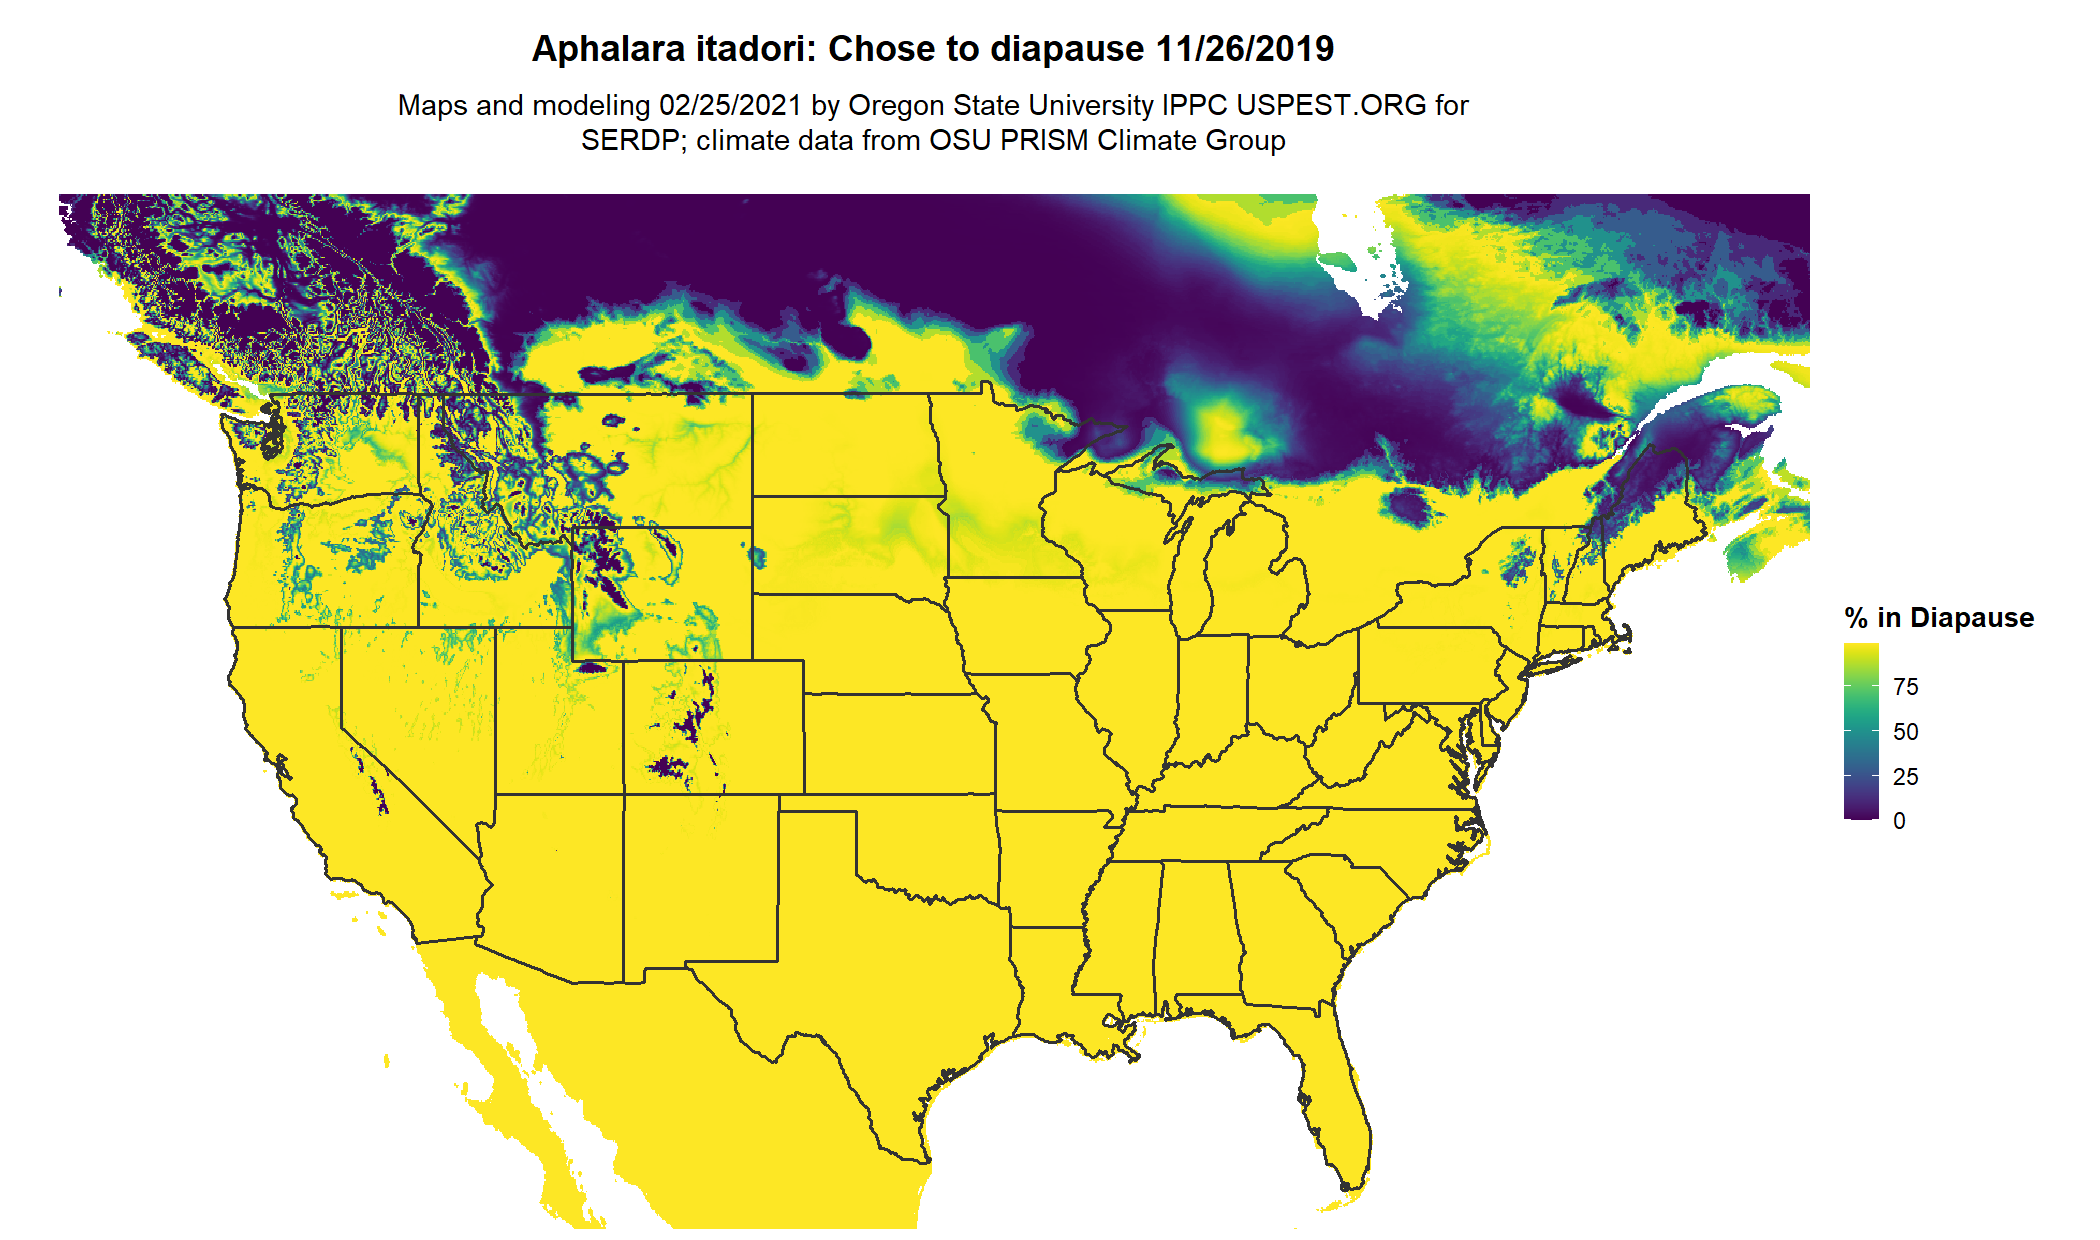 Aphalara itadori: Chose to diapause 11/26/2019
Maps and modeling 02/25/2021 by Oregon State University IPPC USPEST.ORG for
SERDP; climate data from OSU PRISM Climate Group
% in Diapause
75
50
25
0